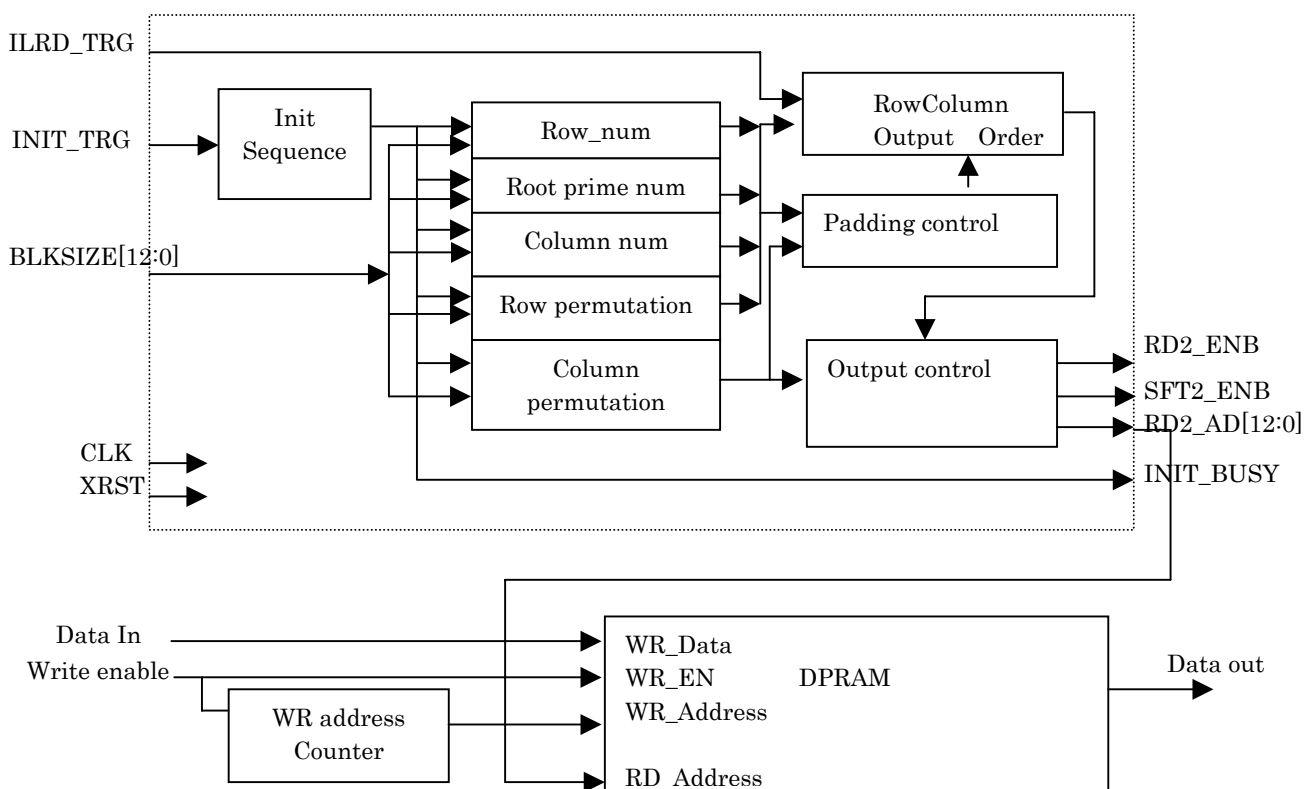 ILRD_TRG
INIT_TRG
BLKSIZE[12:0]
CLK
XRST
Init
Sequence
Row_num
Root prime num
Column num
Row permutation
Column
permutation
RowColumn
Output Order
Padding control
Output control
RD2_ENB
SFT2_ENB
RD2_AD[12:0]
INIT_BUSY
Data In
Write enable
WR address
Counter
WR_Data
WR_EN DPRAM
WR_Address
RD_Address
Data out